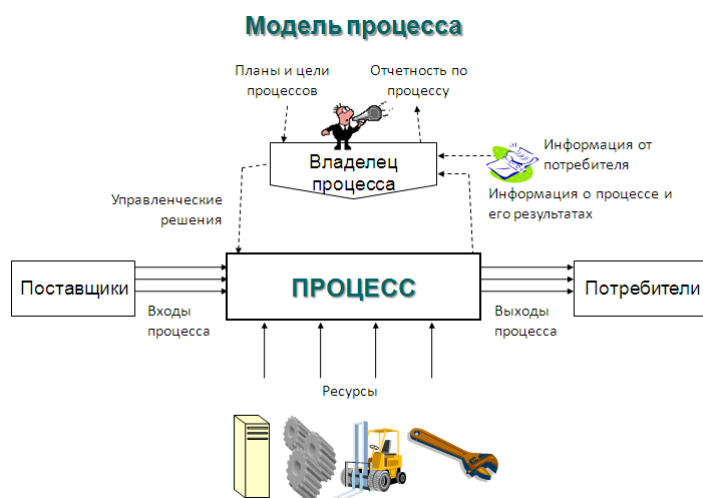 Модель процесса
Планы и цели
процессов
Отчетность по
процессу
Владелец
процесса
Информация от
потребителя
Информация о процессе и
его результатах
Управленческие
решения
Поставщики
ПРОЦЕСС
Потребители
Входы
процесса
Выходы
процесса
Ресурсы